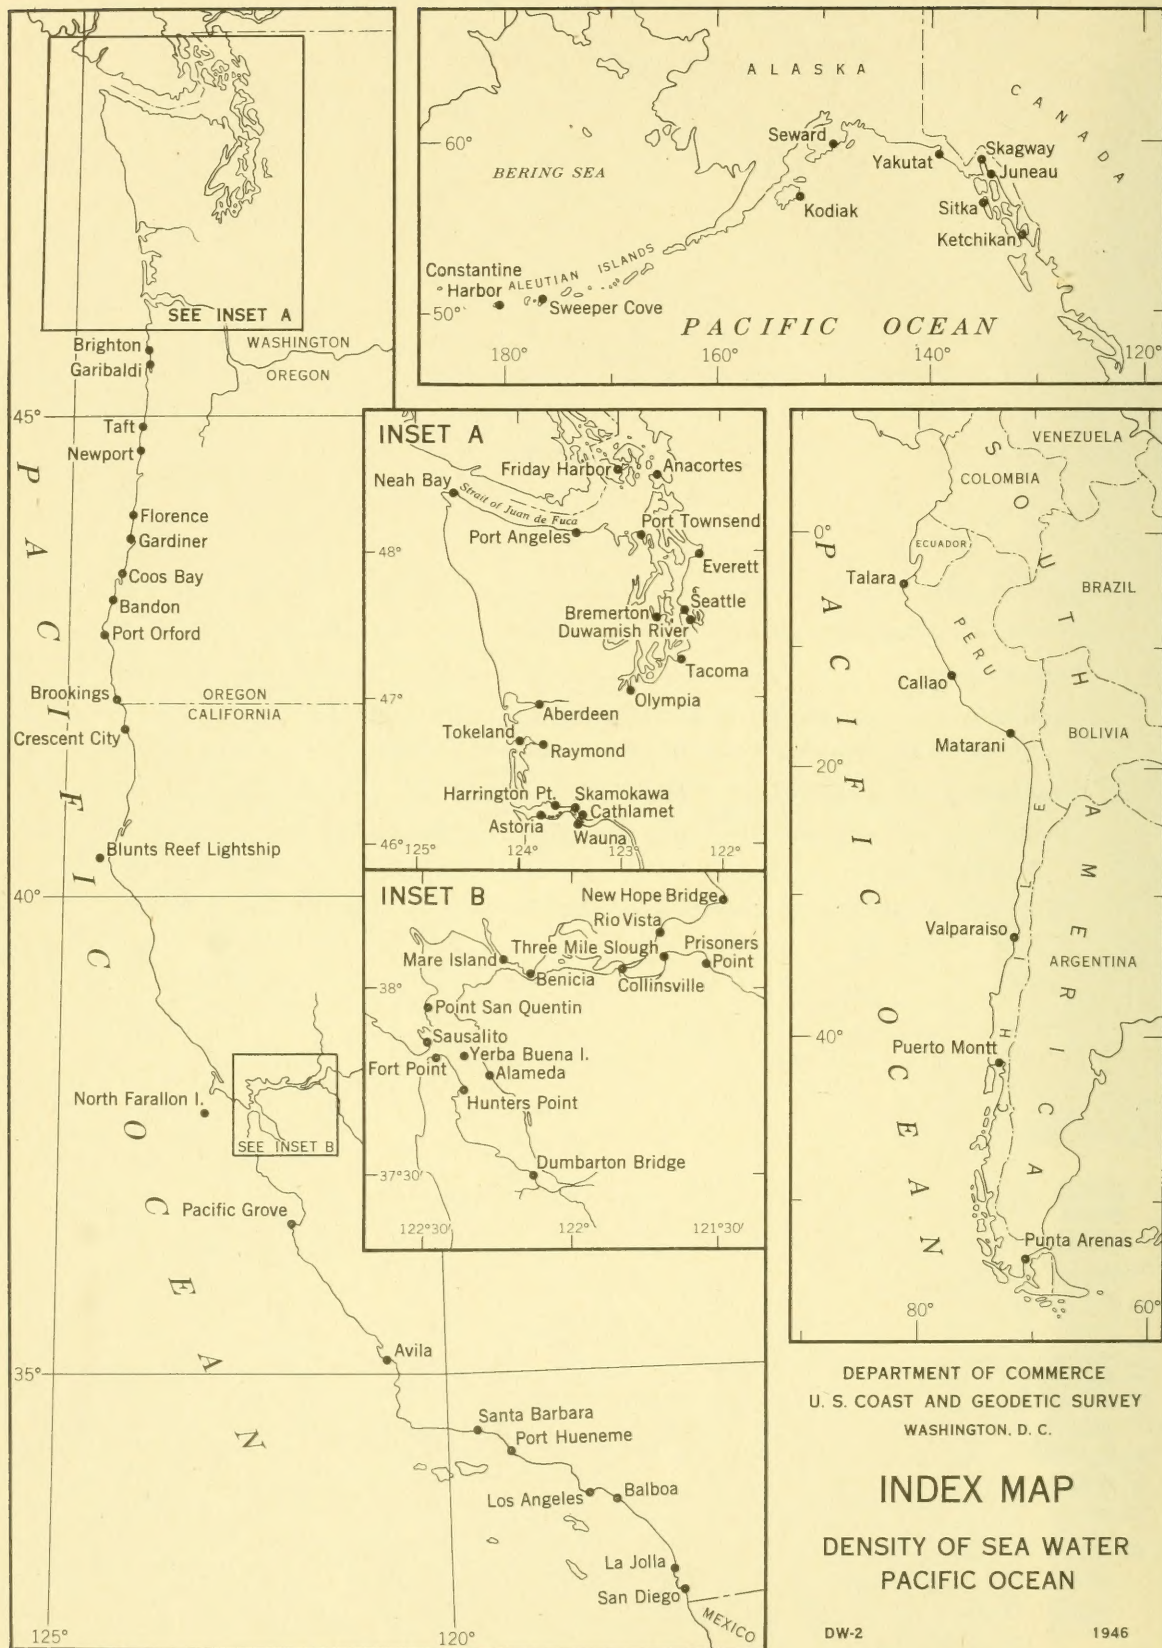 SEE INSET A
WASHINGTON
OREGON
Brighton
Garibaldi
45°
Taft
Newport
Florence
Gardiner
Coos Bay
Bandon
Port Orford
Brookings
OREGON
CALIFORNIA
Crescent City
Blunts Reef Lightship
40°
North Farallon I.
SEE INSET B
Pacific Grove
Avila
35°
Santa Barbara
Port Hueneme
Los Angeles
Balboa
La Jolla
San Diego
MEXICO
125°
120°
PACIFIC OCEAN
ALASKA
CANADA
60°
BERING SEA
Seward
Yakutat
Skagway
Juneau
Kodiak
Sitka
Ketchikan
ALEUTIAN ISLANDS
Constantine
Harbor
Sweeper Cove
50°
PACIFIC OCEAN
180°
160°
140°
120°
INSET A
Friday Harbor
Anacortes
Neah Bay
Strait of Juan de Fuca
Port Angeles
Port Townsend
48°
Everett
Bremerton
Seattle
Duwamish River
Tacoma
Olympia
47°
Aberdeen
Tokeland
Raymond
Harrington Pt.
Skamokawa
Cathlamet
Astoria
Wauna
46°
125°
124°
123°
122°
INSET B
New Hope Bridge
Rio Vista
Three Mile Slough
Prisoners
Point
Mare Island
Benicia
Collinsville
38°
Point San Quentin
Sausalito
Yerba Buena I.
Fort Point
Alameda
Hunters Point
Dumbarton Bridge
37°30'
122°30'
122°
121°30'
SOUTH AMERICA
VENEZUELA
COLOMBIA
0°
ECUADOR
Talara
BRAZIL
PERU
Callao
Matarani
BOLIVIA
20°
CHILE
Valparaiso
ARGENTINA
40°
Puerto Montt
Punta Arenas
80°
60°
PACIFIC OCEAN
DEPARTMENT OF COMMERCE
U. S. COAST AND GEODETIC SURVEY
WASHINGTON, D. C.
INDEX MAP
DENSITY OF SEA WATER
PACIFIC OCEAN
DW-2
1946